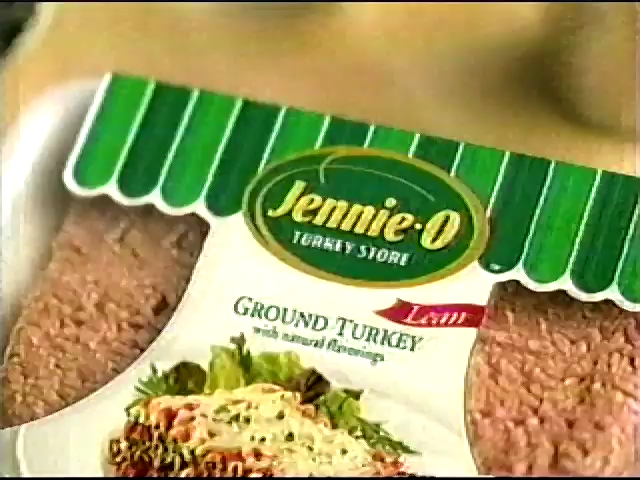 Jennie-O
TURKEY STORE
Lean
GROUND TURKEY
with natural flavorings